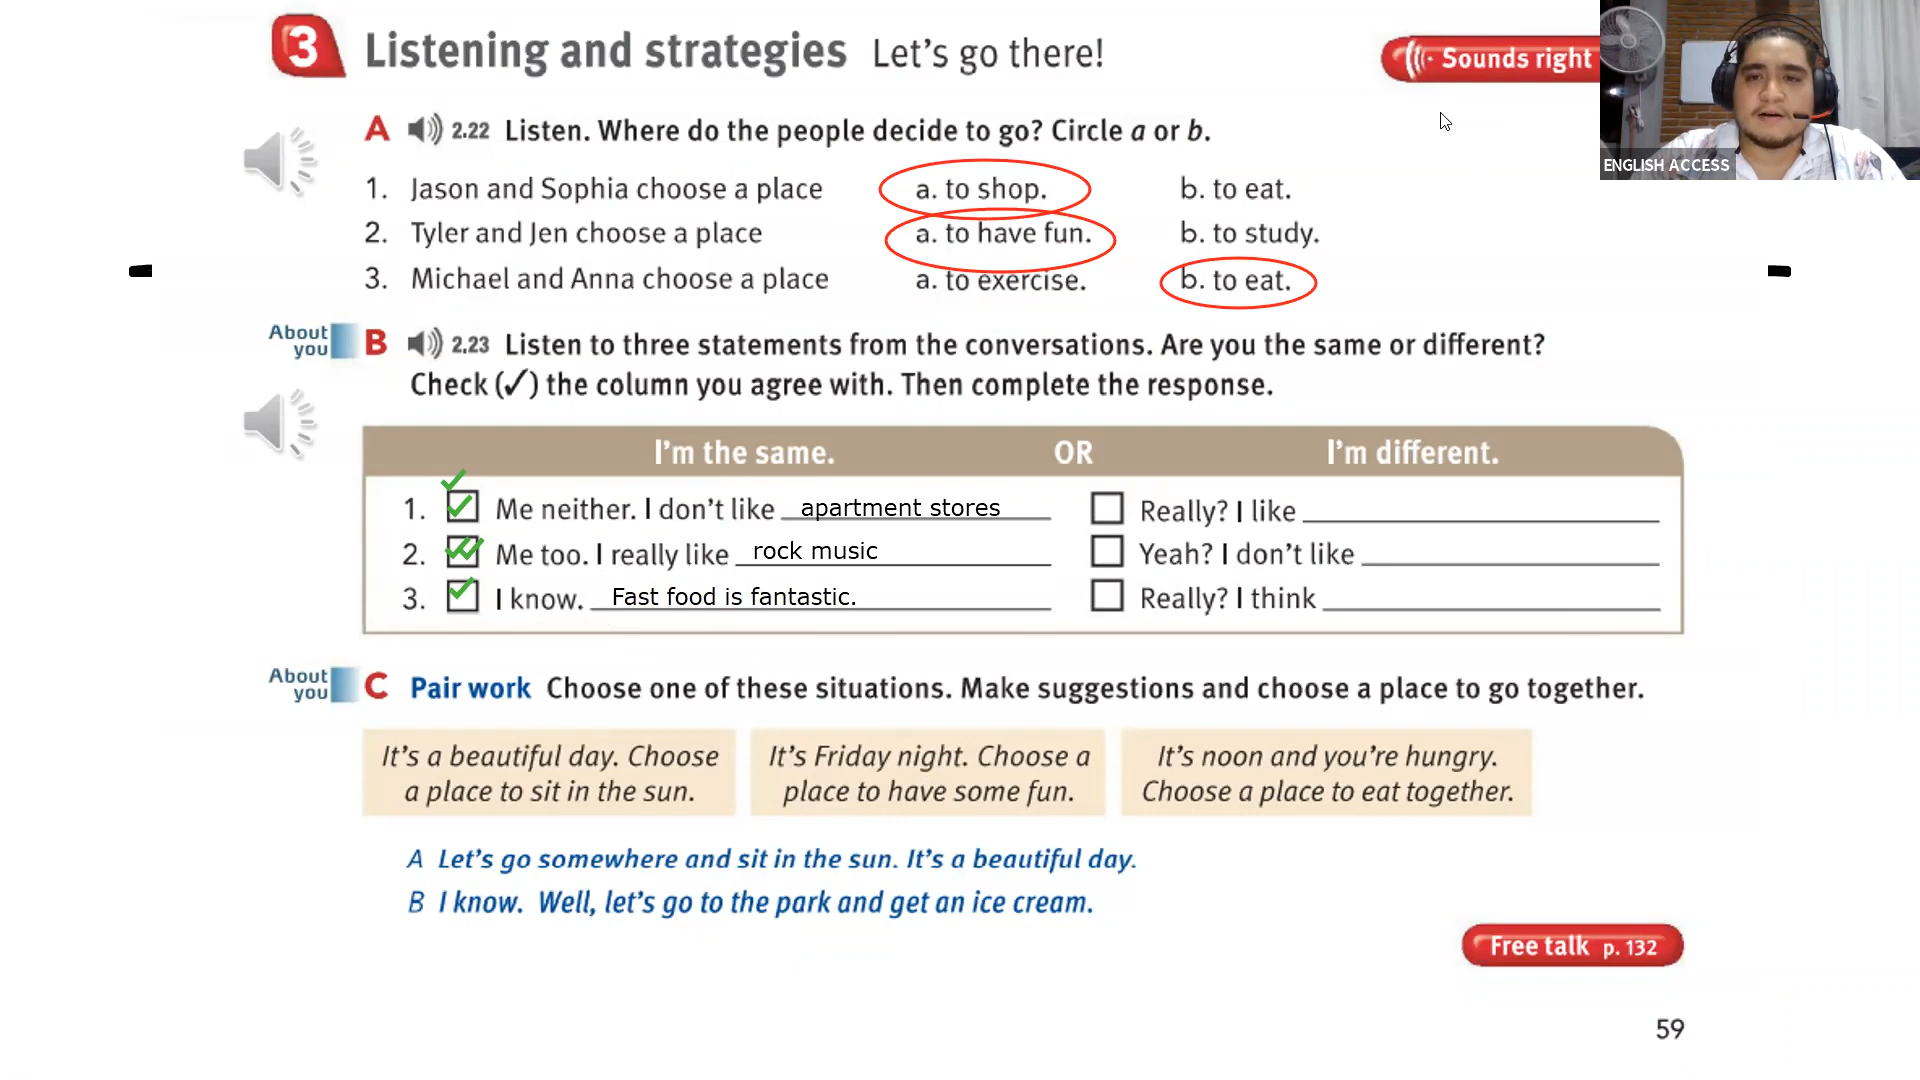 3 Listening and strategies Let's go there!
Sounds right
ENGLISH ACCESS
A 2.22 Listen. Where do the people decide to go? Circle a or b.
1. Jason and Sophia choose a place a. to shop. b. to eat.
2. Tyler and Jen choose a place a. to have fun. b. to study.
3. Michael and Anna choose a place a. to exercise. b. to eat.
About you B 2.23 Listen to three statements from the conversations. Are you the same or different?
Check (✓) the column you agree with. Then complete the response.
I'm the same. OR I'm different.
1. Me neither. I don't like apartment stores Really? I like
2. Me too. I really like rock music Yeah? I don't like
3. I know. Fast food is fantastic. Really? I think
About you C Pair work Choose one of these situations. Make suggestions and choose a place to go together.
It's a beautiful day. Choose
a place to sit in the sun.
It's Friday night. Choose a
place to have some fun.
It's noon and you're hungry.
Choose a place to eat together.
A Let's go somewhere and sit in the sun. It's a beautiful day.
B I know. Well, let's go to the park and get an ice cream.
Free talk p. 132
59